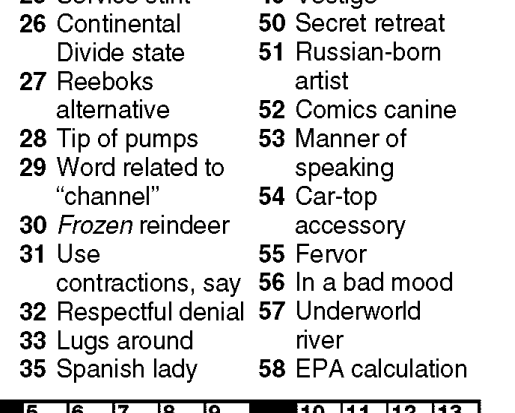 26 Continental
Divide state
27 Reeboks
alternative
28 Tip of pumps
29 Word related to
“channel”
30 Frozen reindeer
31 Use
contractions, say
32 Respectful denial
33 Lugs around
35 Spanish lady
50 Secret retreat
51 Russian-born
artist
52 Comics canine
53 Manner of
speaking
54 Car-top
accessory
55 Fervor
56 In a bad mood
57 Underworld
river
58 EPA calculation
5 6 7 8 9 10 11 12 13